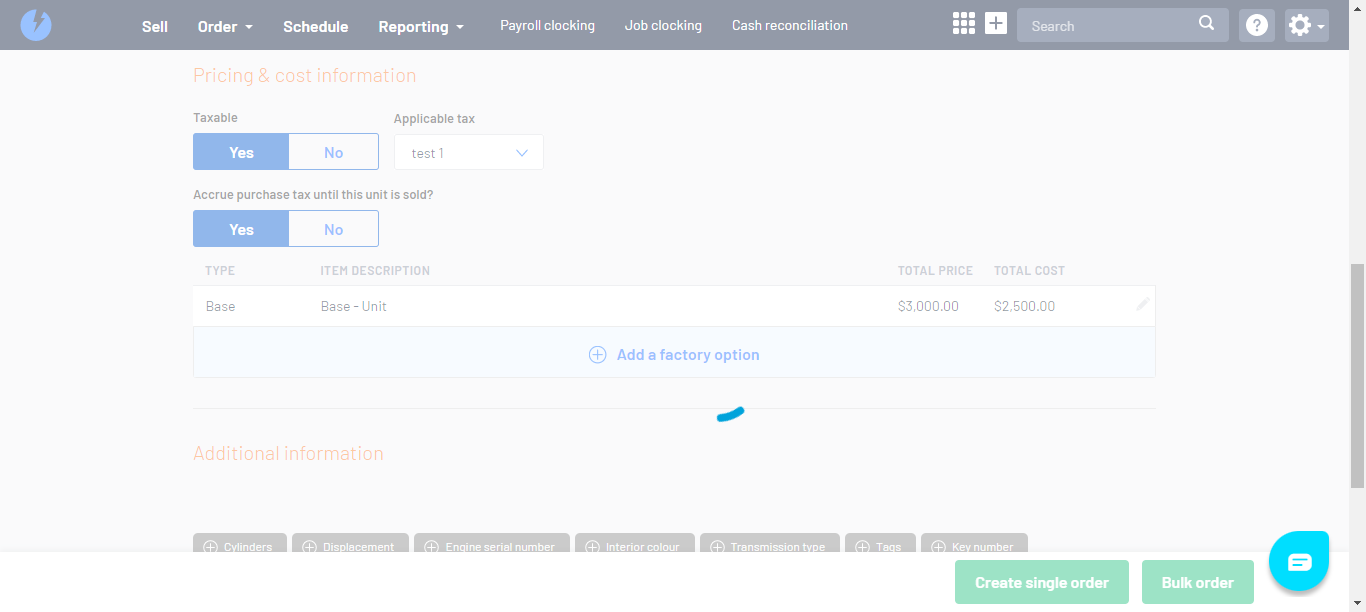 Sell Order Schedule Reporting Payroll clocking Job clocking Cash reconciliation Search
Pricing & cost information
Taxable Applicable tax
Yes No test 1
Accrue purchase tax until this unit is sold?
Yes No
TYPE ITEM DESCRIPTION TOTAL PRICE TOTAL COST
Base Base - Unit $3,000.00 $2,500.00
Add a factory option
Additional information
Cylinders Displacement Engine serial number Interior colour Transmission type Tags Key number
Create single order Bulk order